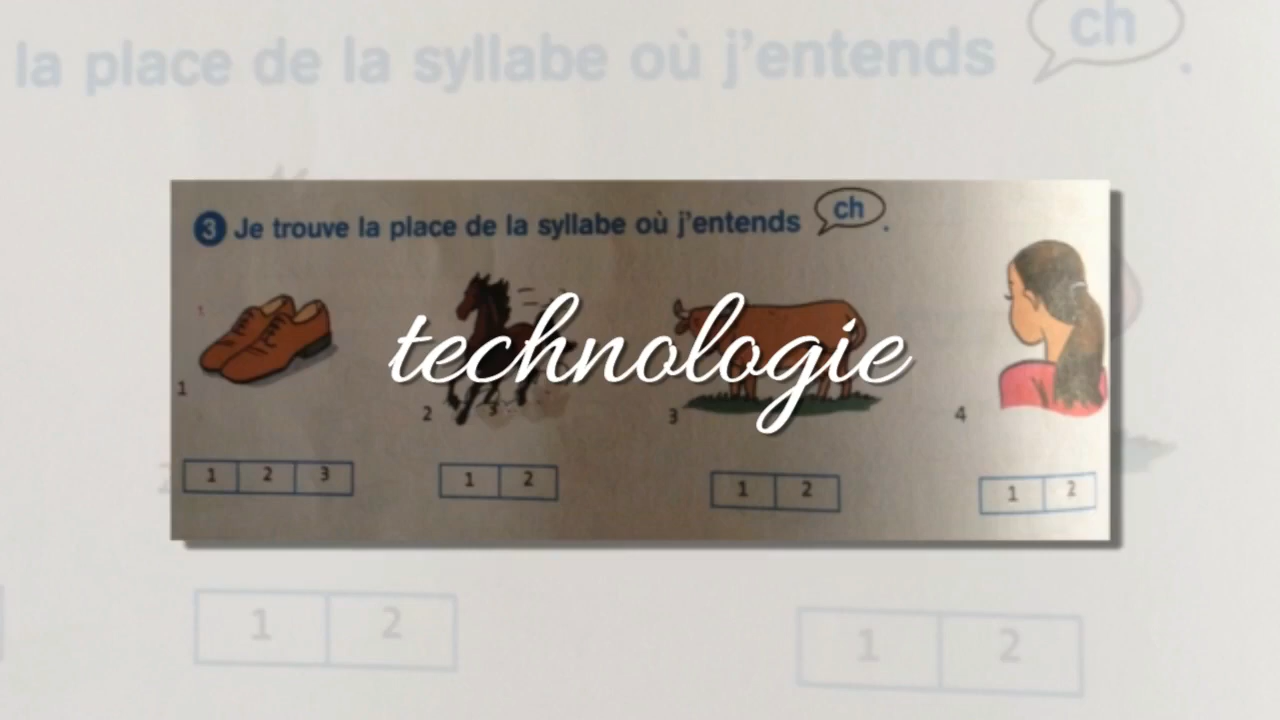 la place de la syllabe où j'entends ch .
3 Je trouve la place de la syllabe où j'entends ch .
technologie
1
2
3
4
1 2 3
1 2
1 2
1 2
1 2
1 2